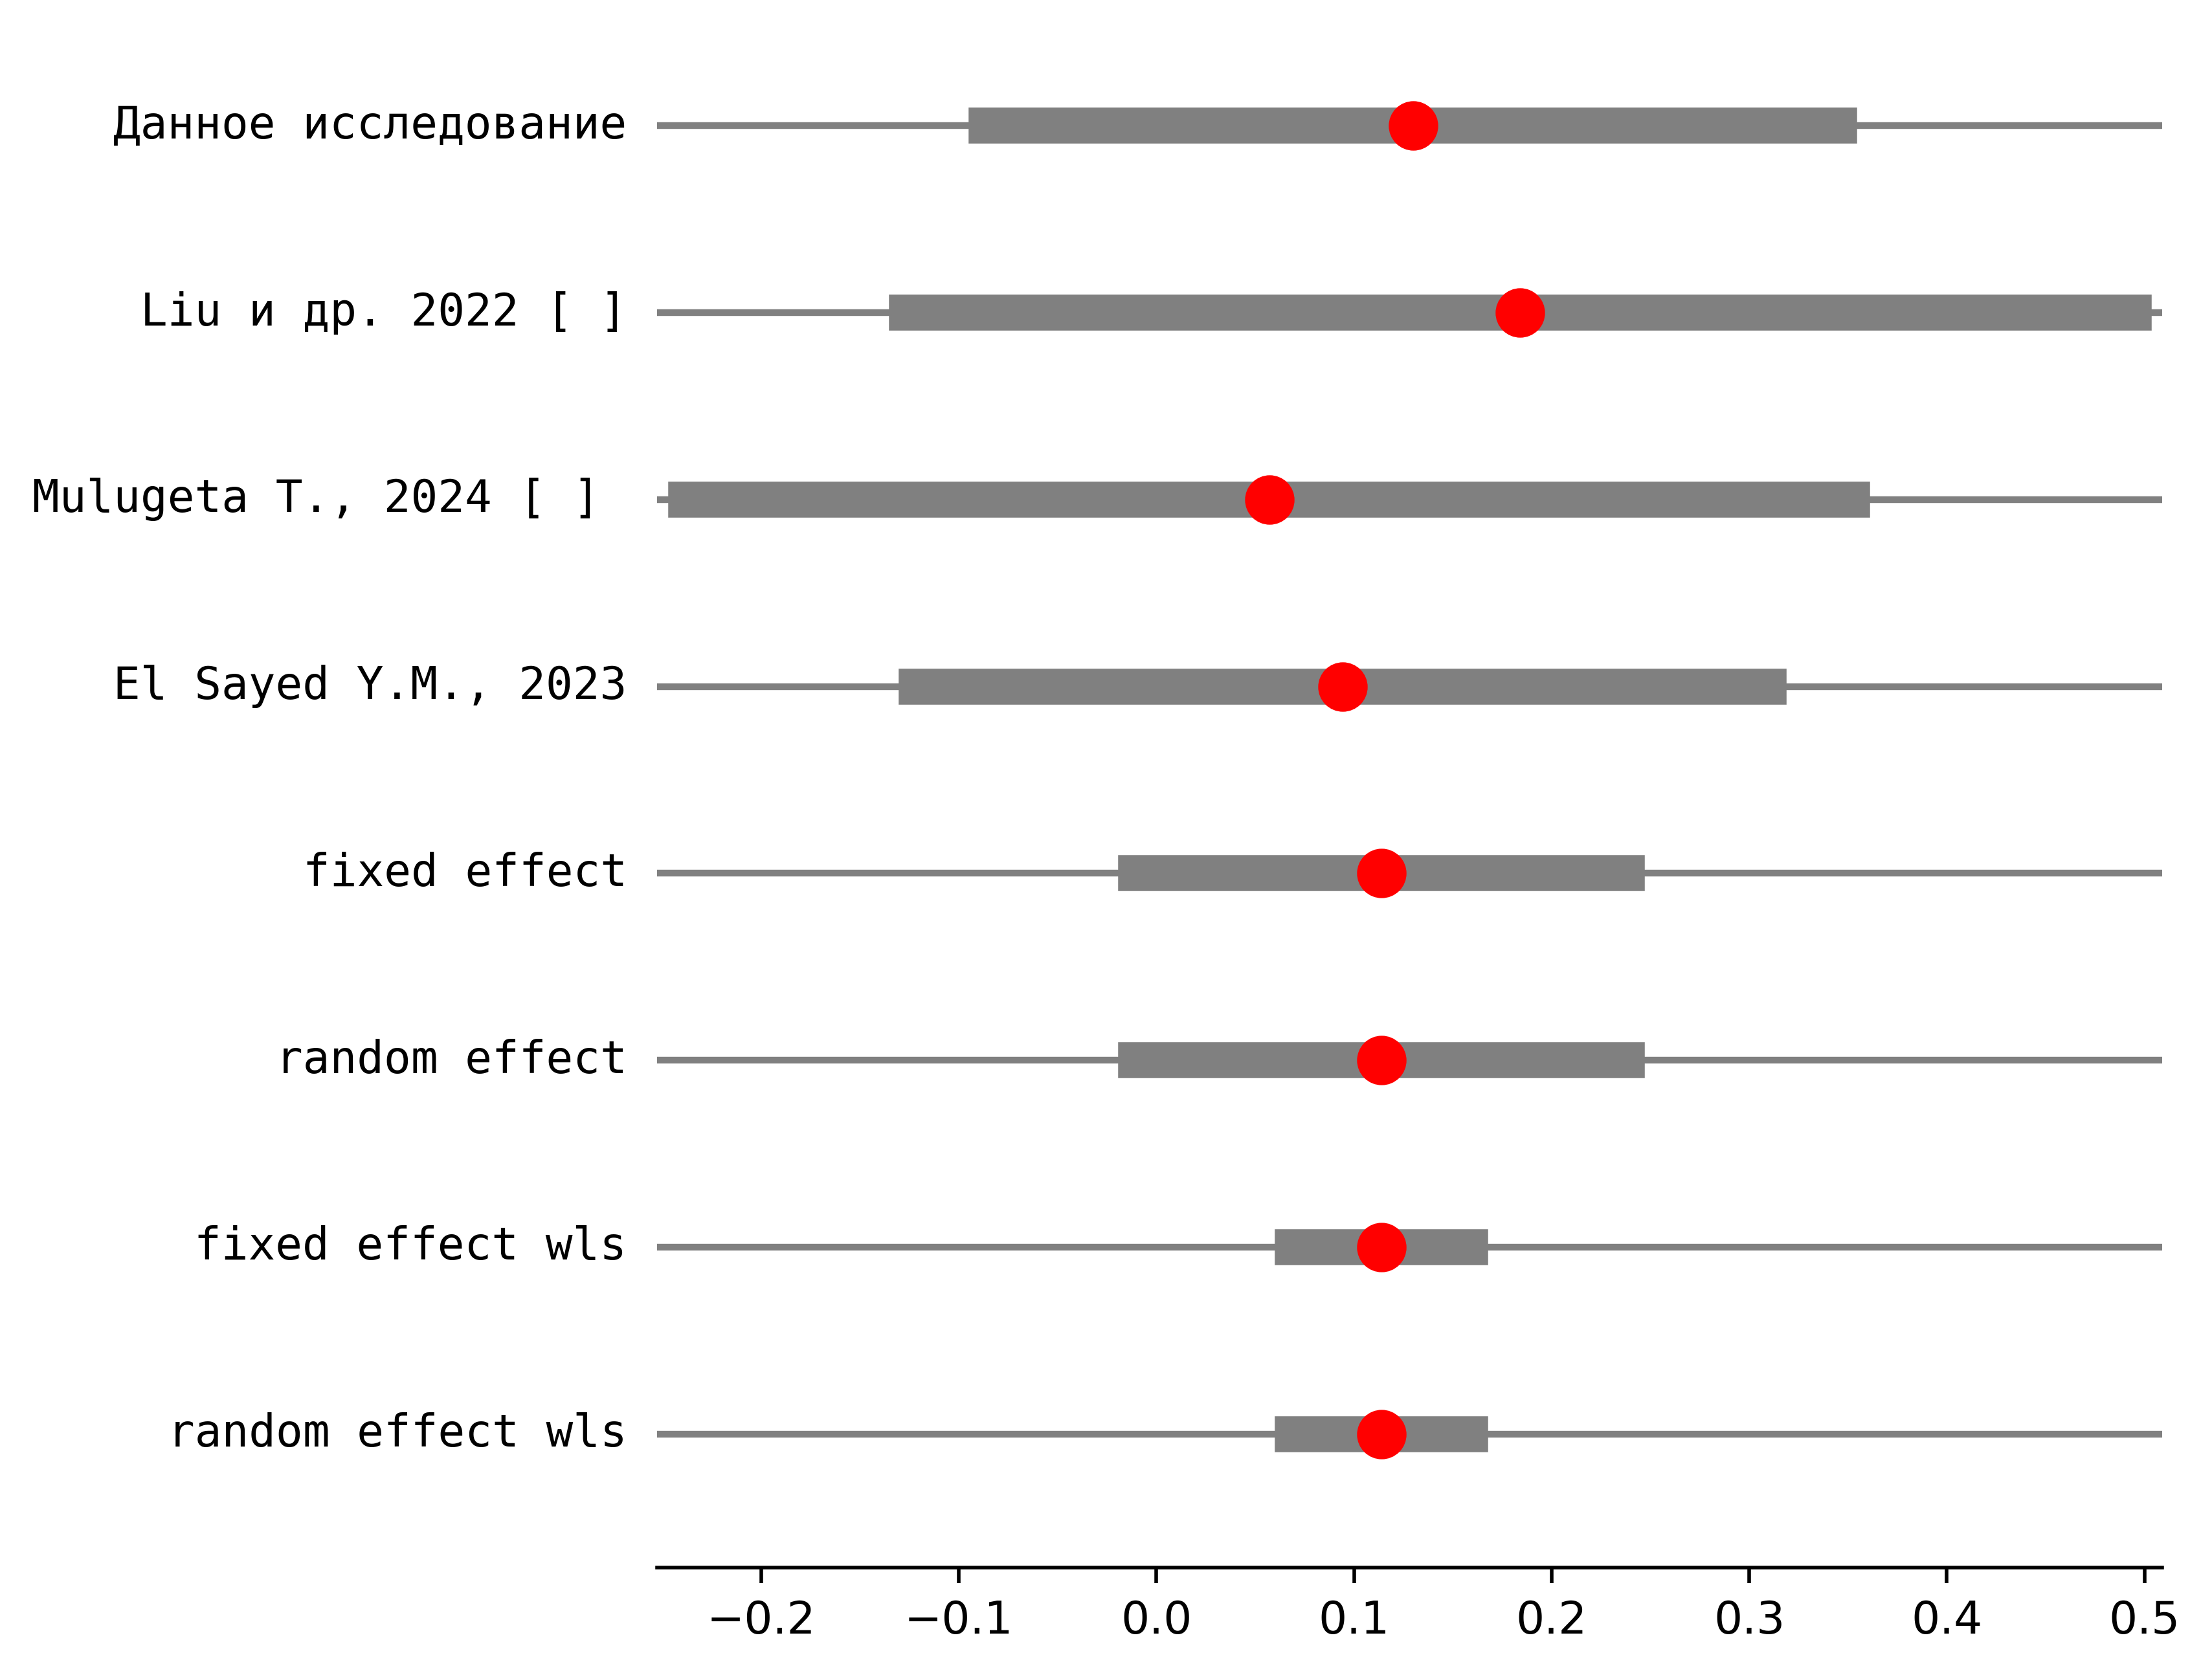 Данное исследование
Liu и др. 2022 [ ]
Mulugeta T., 2024 [ ]
El Sayed Y.M., 2023
fixed effect
random effect
fixed effect wls
random effect wls
−0.2 −0.1 0.0 0.1 0.2 0.3 0.4 0.5